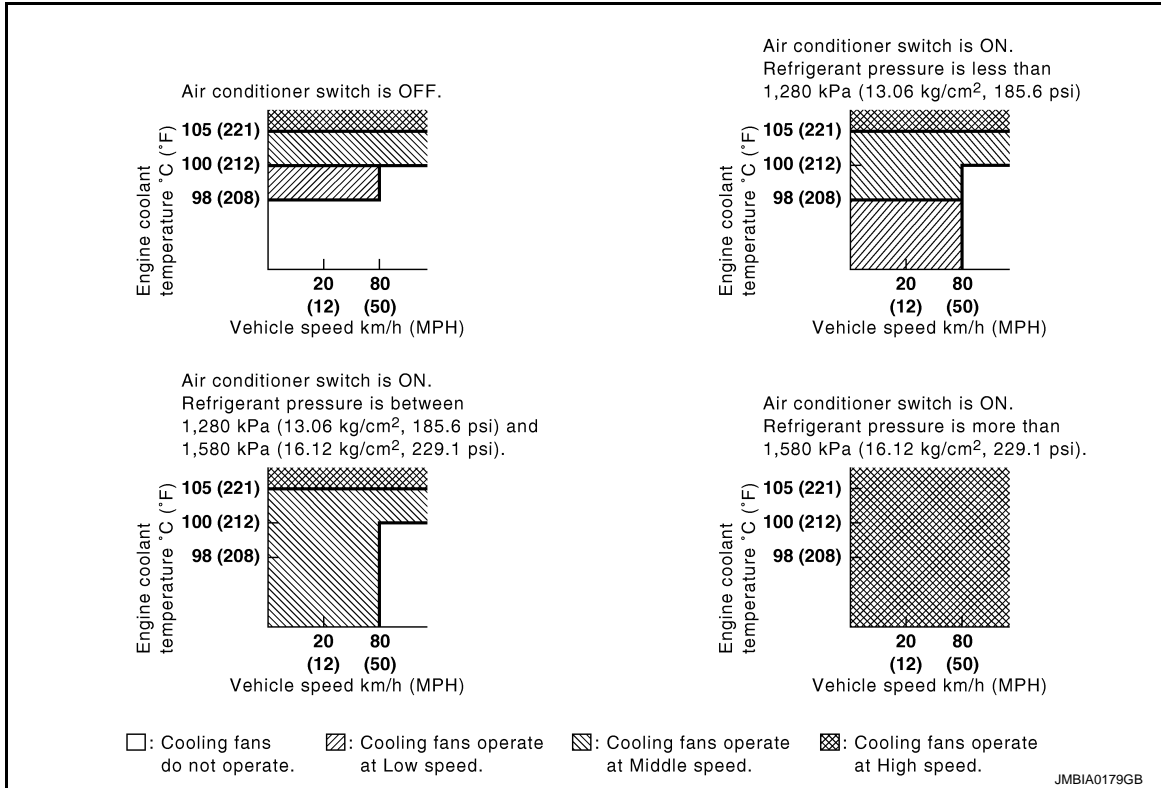 Air conditioner switch is OFF.
Engine coolant
temperature ˚C (˚F)
105 (221)
100 (212)
98 (208)
20
(12)
80
(50)
Vehicle speed km/h (MPH)
Air conditioner switch is ON.
Refrigerant pressure is less than
1,280 kPa (13.06 kg/cm², 185.6 psi)
Engine coolant
temperature ˚C (˚F)
105 (221)
100 (212)
98 (208)
20
(12)
80
(50)
Vehicle speed km/h (MPH)
Air conditioner switch is ON.
Refrigerant pressure is between
1,280 kPa (13.06 kg/cm², 185.6 psi) and
1,580 kPa (16.12 kg/cm², 229.1 psi).
Engine coolant
temperature ˚C (˚F)
105 (221)
100 (212)
98 (208)
20
(12)
80
(50)
Vehicle speed km/h (MPH)
Air conditioner switch is ON.
Refrigerant pressure is more than
1,580 kPa (16.12 kg/cm², 229.1 psi).
Engine coolant
temperature ˚C (˚F)
105 (221)
100 (212)
98 (208)
20
(12)
80
(50)
Vehicle speed km/h (MPH)
: Cooling fans
do not operate.
: Cooling fans operate
at Low speed.
: Cooling fans operate
at Middle speed.
: Cooling fans operate
at High speed.
JMBIA0179GB